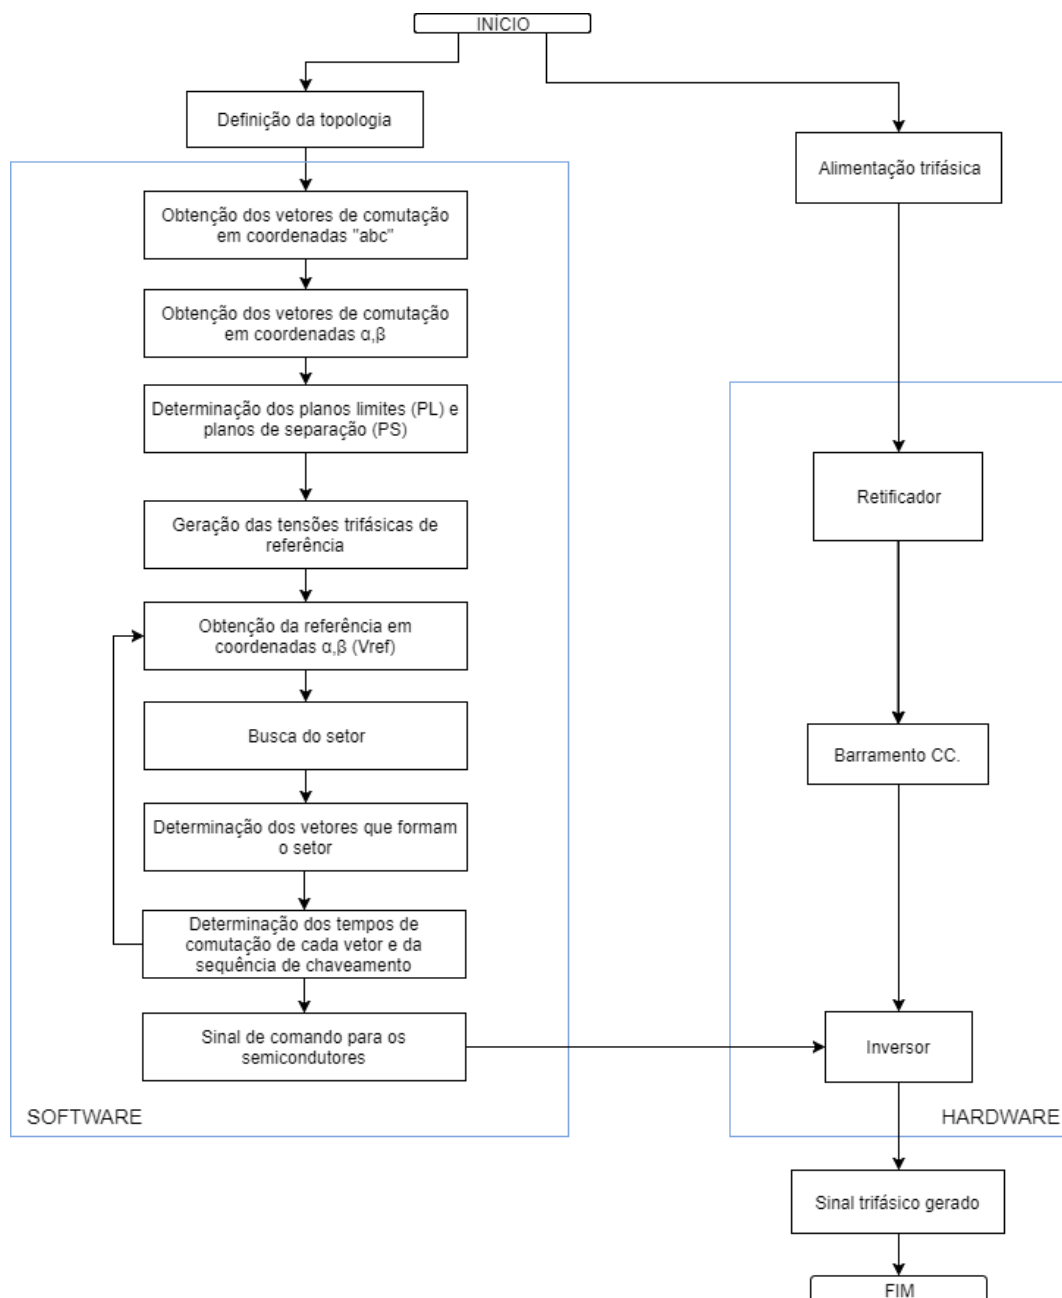 INÍCIO
Definição da topologia
Alimentação trifásica
Obtenção dos vetores de comutação
em coordenadas "abc"
Obtenção dos vetores de comutação
em coordenadas α,β
Determinação dos planos limites (PL) e
planos de separação (PS)
Geração das tensões trifásicas de
referência
Obtenção da referência em
coordenadas α,β (Vref)
Busca do setor
Determinação dos vetores que formam
o setor
Determinação dos tempos de
comutação de cada vetor e da
sequência de chaveamento
Sinal de comando para os
semicondutores
SOFTWARE
Retificador
Barramento CC.
Inversor
HARDWARE
Sinal trifásico gerado
FIM